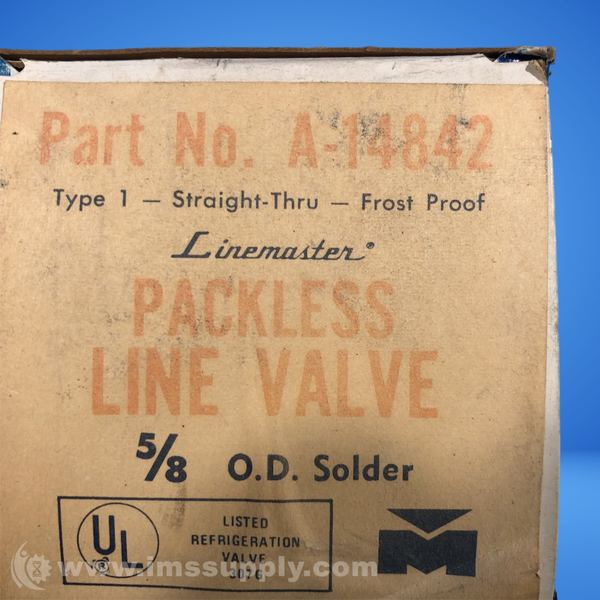 Part No. A-14842
Type 1 — Straight-Thru — Frost Proof
Linemaster®
PACKLESS
LINE VALVE
5/8 O.D. Solder
UL®
LISTED
REFRIGERATION
VALVE
307G
www.imssupply.com